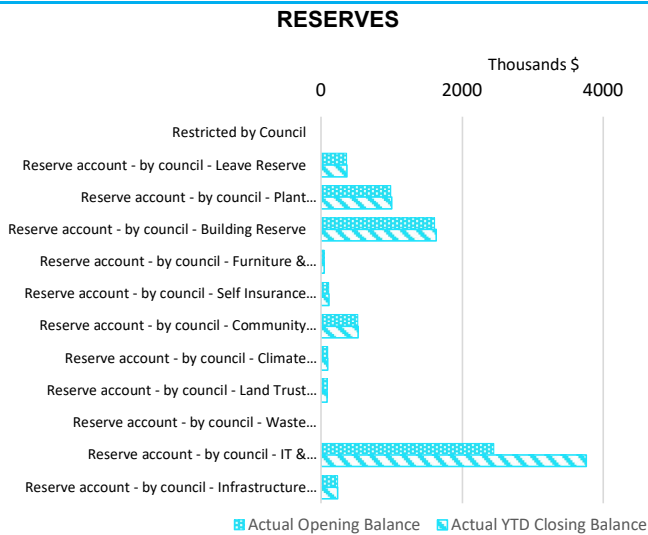 RESERVES
Thousands $
0 2000 4000
Restricted by Council
Reserve account - by council - Leave Reserve
Reserve account - by council - Plant...
Reserve account - by council - Building Reserve
Reserve account - by council - Furniture &...
Reserve account - by council - Self Insurance...
Reserve account - by council - Community...
Reserve account - by council - Climate...
Reserve account - by council - Land Trust...
Reserve account - by council - Waste...
Reserve account - by council - IT &...
Reserve account - by council - Infrastructure...
Actual Opening Balance Actual YTD Closing Balance